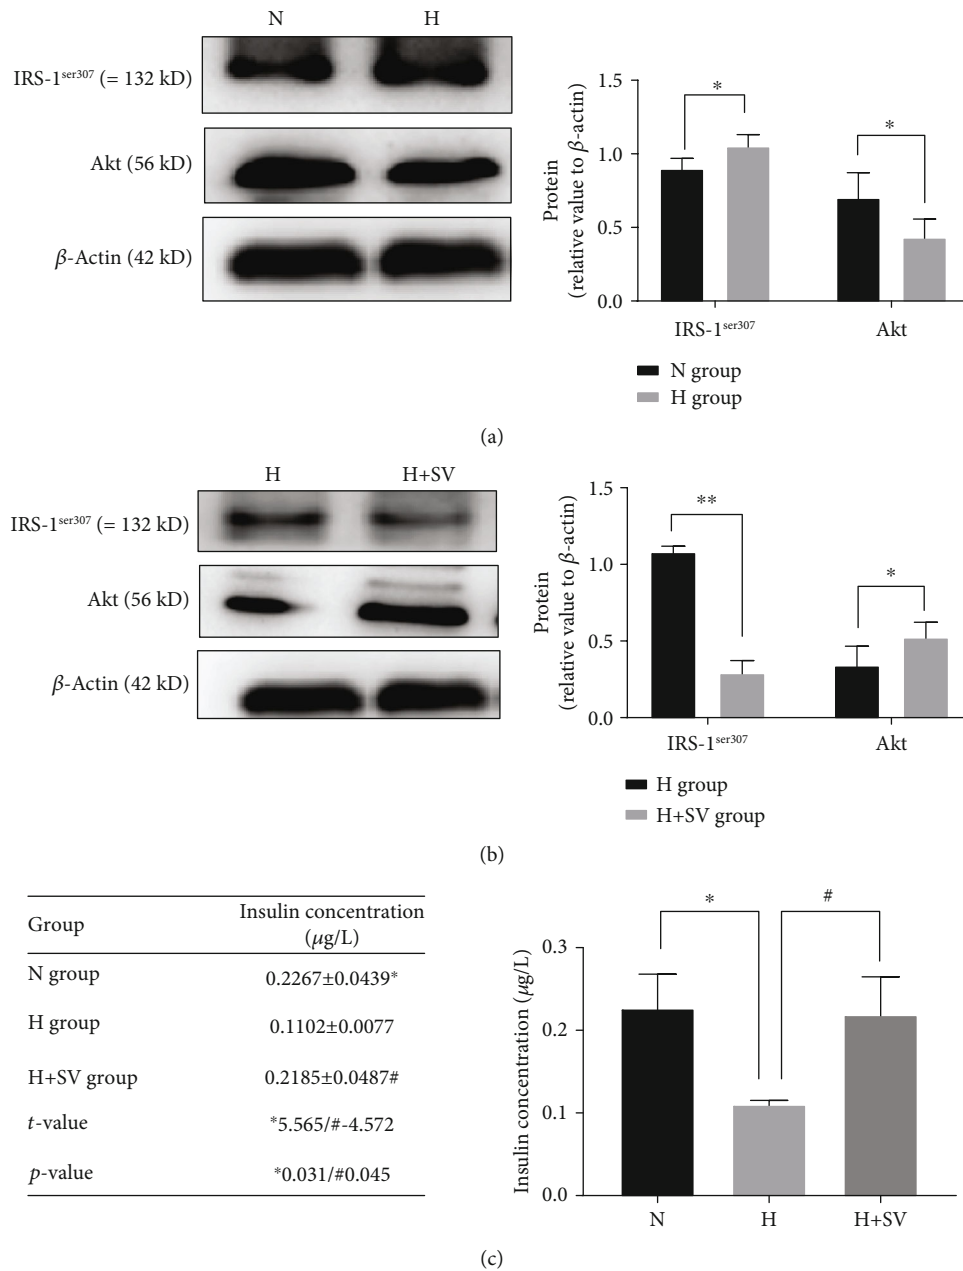 N H
IRS-1ser307 (= 132 kD)
Akt (56 kD)
β-Actin (42 kD)
Protein
(relative value to β-actin)
1.5
1.0
0.5
0.0
* *
IRS-1ser307 Akt
N group
H group
(a)
H H+SV
IRS-1ser307 (= 132 kD)
Akt (56 kD)
β-Actin (42 kD)
Protein
(relative value to β-actin)
1.5
1.0
0.5
0.0
** *
IRS-1ser307 Akt
H group
H+SV group
(b)
Group Insulin concentration
(μg/L)
N group 0.2267±0.0439*
H group 0.1102±0.0077
H+SV group 0.2185±0.0487#
t-value *5.565/#-4.572
p-value *0.031/#0.045
Insulin concentration (μg/L)
0.3
0.2
0.1
0.0
* #
N H H+SV
(c)